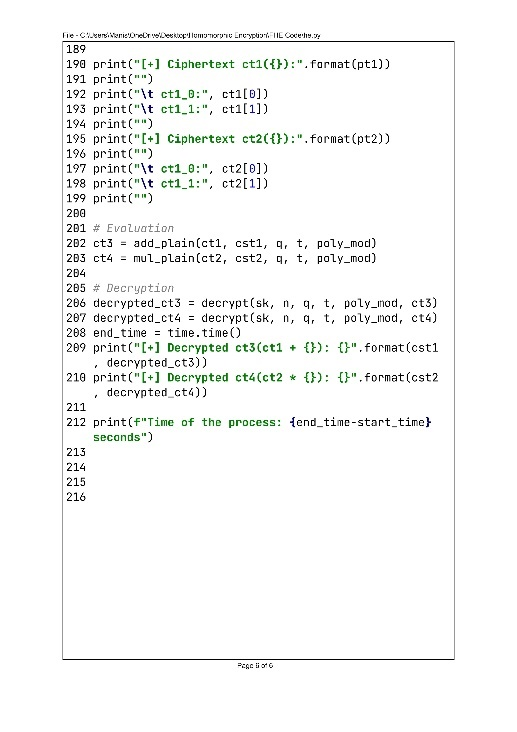 File - C:\Users\Manis\OneDrive\Desktop\Homomorphic Encryption\FHE Code\he.py
189
190 print("[+] Ciphertext ct1({}):".format(pt1))
191 print("")
192 print("\t ct1_0:", ct1[0])
193 print("\t ct1_1:", ct1[1])
194 print("")
195 print("[+] Ciphertext ct2({}):".format(pt2))
196 print("")
197 print("\t ct1_0:", ct2[0])
198 print("\t ct1_1:", ct2[1])
199 print("")
200
201 # Evaluation
202 ct3 = add_plain(ct1, cst1, q, t, poly_mod)
203 ct4 = mul_plain(ct2, cst2, q, t, poly_mod)
204
205 # Decryption
206 decrypted_ct3 = decrypt(sk, n, q, t, poly_mod, ct3)
207 decrypted_ct4 = decrypt(sk, n, q, t, poly_mod, ct4)
208 end_time = time.time()
209 print("[+] Decrypted ct3(ct1 + {}): {}".format(cst1
, decrypted_ct3))
210 print("[+] Decrypted ct4(ct2 * {}): {}".format(cst2
, decrypted_ct4))
211
212 print(f"Time of the process: {end_time-start_time}
seconds")
213
214
215
216
Page 6 of 6